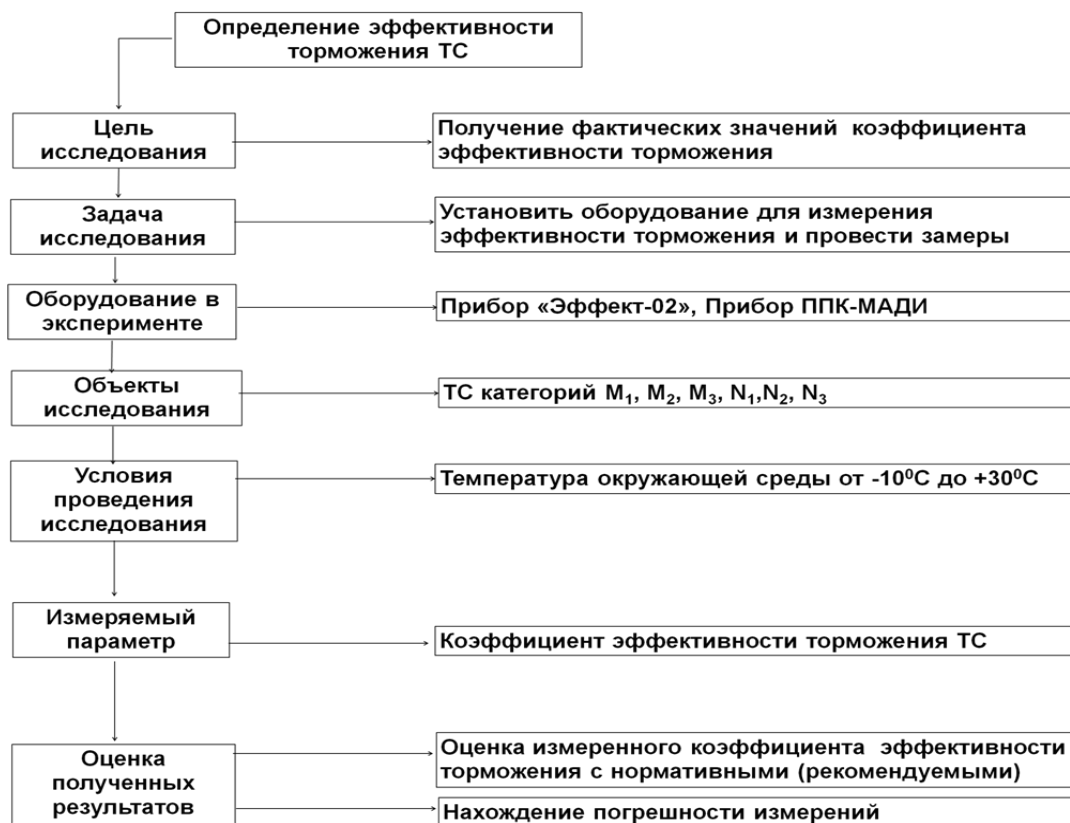 Определение эффективности
торможения ТС
Цель
исследования
Получение фактических значений коэффициента
эффективности торможения
Задача
исследования
Установить оборудование для измерения
эффективности торможения и провести замеры
Оборудование в
эксперименте
Прибор «Эффект-02», Прибор ППК-МАДИ
Объекты
исследования
ТС категорий M₁, M₂, M₃, N₁,N₂, N₃
Условия
проведения
исследования
Температура окружающей среды от -10⁰С до +30⁰С
Измеряемый
параметр
Коэффициент эффективности торможения ТС
Оценка
полученных
результатов
Оценка измеренного коэффициента эффективности
торможения с нормативными (рекомендуемыми)
Нахождение погрешности измерений